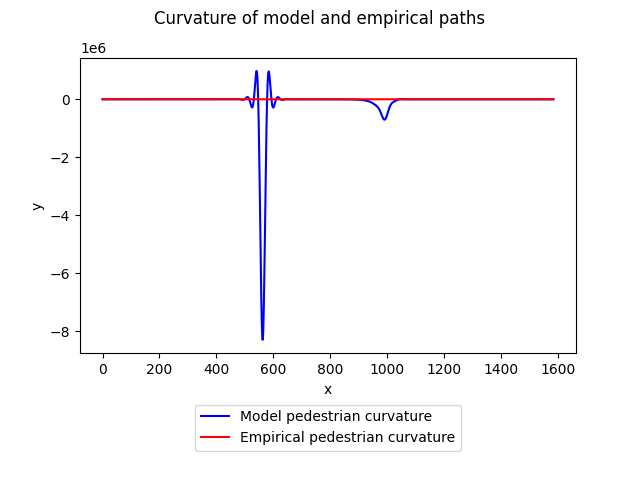 Curvature of model and empirical paths
1e6
0
−2
−4
−6
−8
y
0 200 400 600 800 1000 1200 1400 1600
x
Model pedestrian curvature
Empirical pedestrian curvature